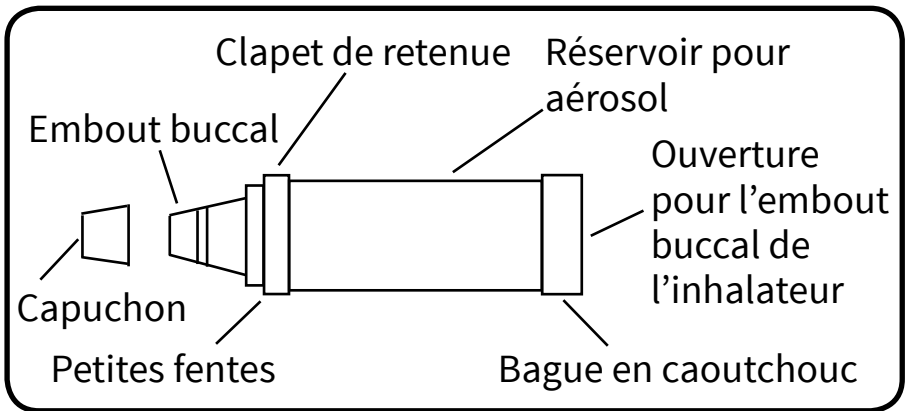 Clapet de retenue
Réservoir pour
aérosol
Embout buccal
Ouverture
pour l’embout
buccal de
l’inhalateur
Capuchon
Petites fentes
Bague en caoutchouc